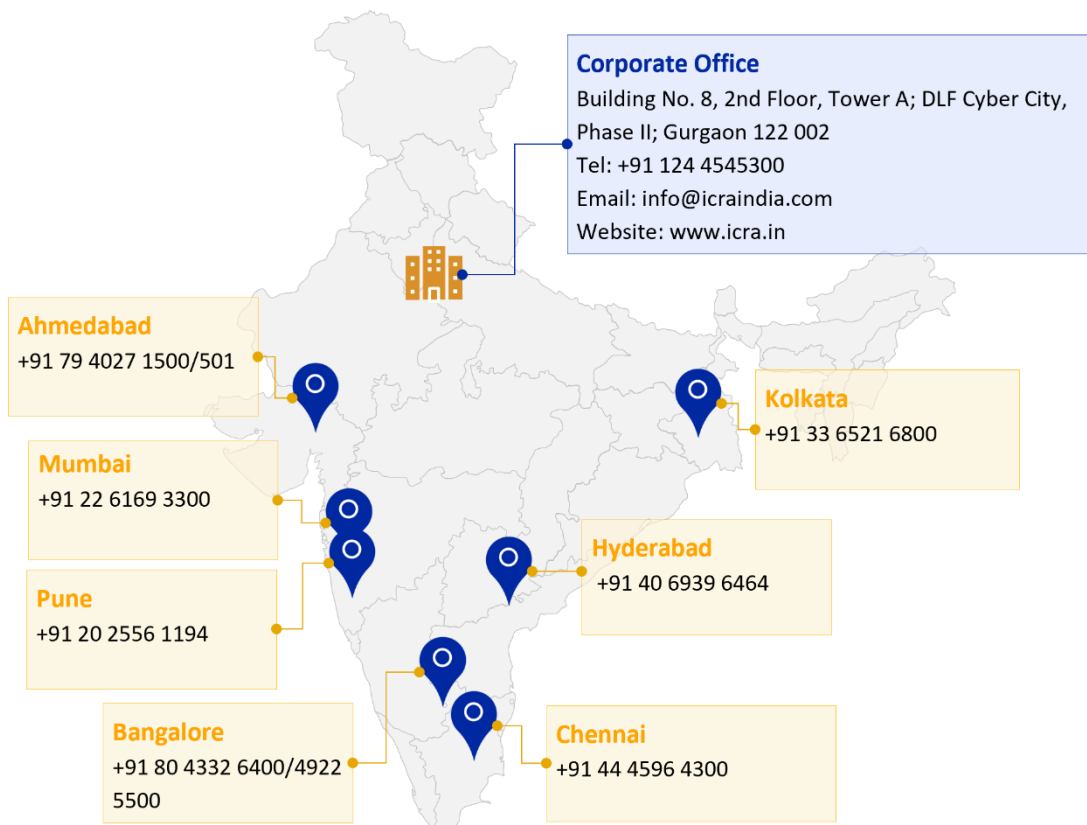 Corporate Office
Building No. 8, 2nd Floor, Tower A; DLF Cyber City,
Phase II; Gurgaon 122 002
Tel: +91 124 4545300
Email: info@icraindia.com
Website: www.icra.in
Ahmedabad
+91 79 4027 1500/501
Kolkata
+91 33 6521 6800
Mumbai
+91 22 6169 3300
Hyderabad
+91 40 6939 6464
Pune
+91 20 2556 1194
Bangalore
+91 80 4332 6400/4922
5500
Chennai
+91 44 4596 4300